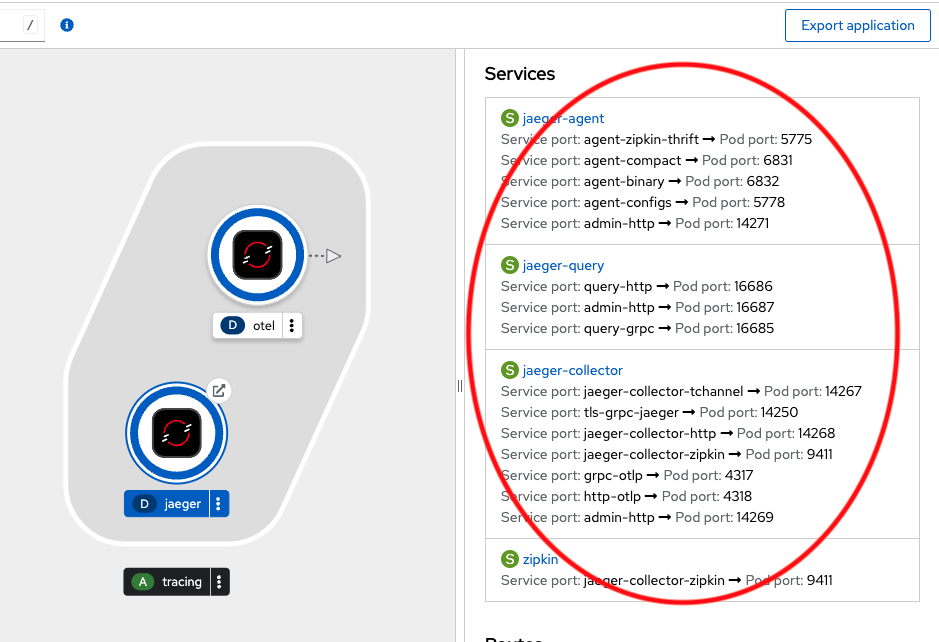 /
Export application
Services
S jaeger-agent
Service port: agent-zipkin-thrift → Pod port: 5775
Service port: agent-compact → Pod port: 6831
Service port: agent-binary → Pod port: 6832
Service port: agent-configs → Pod port: 5778
Service port: admin-http → Pod port: 14271
S jaeger-query
Service port: query-http → Pod port: 16686
Service port: admin-http → Pod port: 16687
Service port: query-grpc → Pod port: 16685
S jaeger-collector
Service port: jaeger-collector-tchannel → Pod port: 14267
Service port: tls-grpc-jaeger → Pod port: 14250
Service port: jaeger-collector-http → Pod port: 14268
Service port: jaeger-collector-zipkin → Pod port: 9411
Service port: grpc-otlp → Pod port: 4317
Service port: http-otlp → Pod port: 4318
Service port: admin-http → Pod port: 14269
S zipkin
Service port: jaeger-collector-zipkin → Pod port: 9411
D otel
D jaeger
A tracing